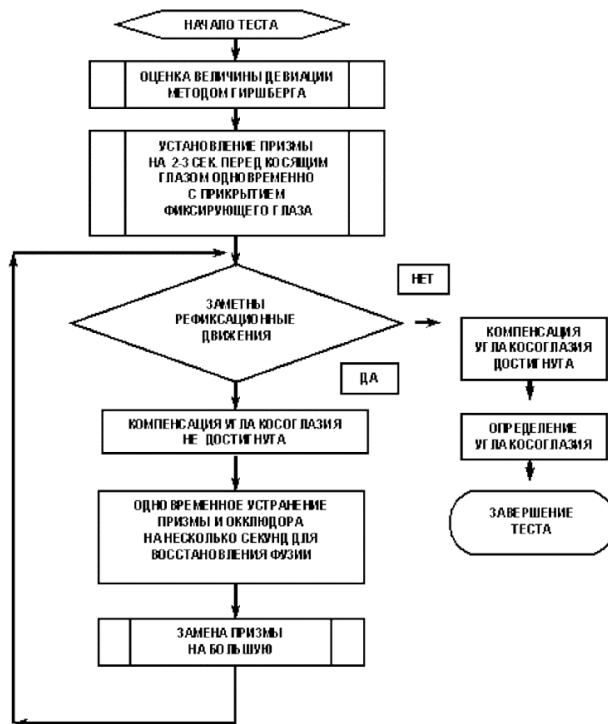 НАЧАЛО ТЕСТА
ОЦЕНКА ВЕЛИЧИНЫ ДЕВИАЦИИ
МЕТОДОМ ГИРШБЕРГА
УСТАНОВЛЕНИЕ ПРИЗМЫ
НА 2-3 СЕК. ПЕРЕД КОСЯЩИМ
ГЛАЗОМ ОДНОВРЕМЕННО
С ПРИКРЫТИЕМ
ФИКСИРУЮЩЕГО ГЛАЗА
ЗАМЕТНЫ
РЕФИКСАЦИОННЫЕ
ДВИЖЕНИЯ
НЕТ
КОМПЕНСАЦИЯ
УГЛА КОСОГЛАЗИЯ
ДОСТИГНУТА
ОПРЕДЕЛЕНИЕ
УГЛА КОСОГЛАЗИЯ
ЗАВЕРШЕНИЕ
ТЕСТА
ДА
КОМПЕНСАЦИЯ УГЛА КОСОГЛАЗИЯ
НЕ ДОСТИГНУТА
ОДНОВРЕМЕННОЕ УСТРАНЕНИЕ
ПРИЗМЫ И ОККЛЮДОРА
НА НЕСКОЛЬКО СЕКУНД ДЛЯ
ВОССТАНОВЛЕНИЯ ФУЗИИ
ЗАМЕНА ПРИЗМЫ
НА БОЛЬШУЮ